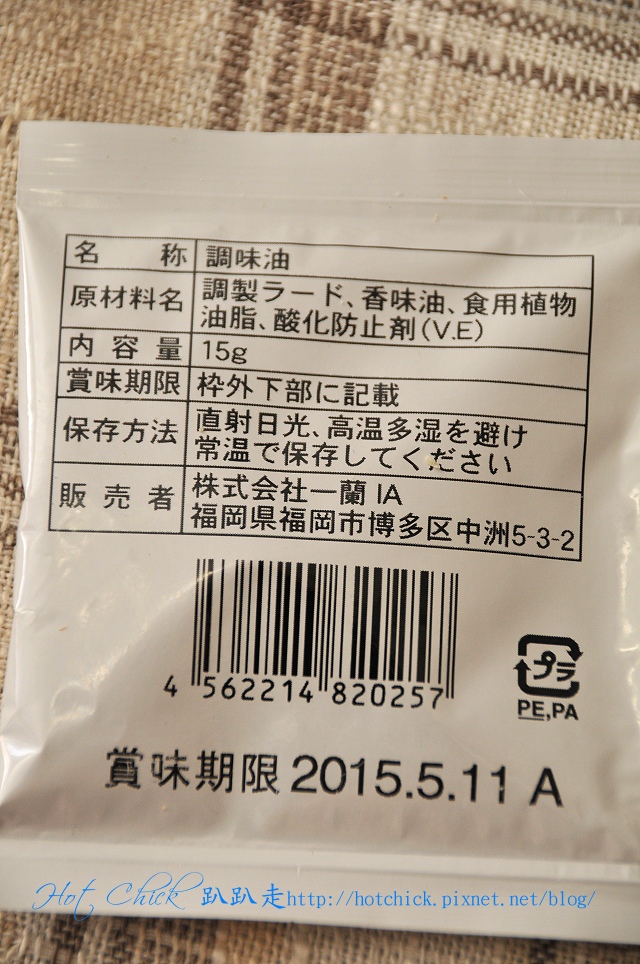 名 称 調味油
原材料名 調製ラード、香味油、食用植物
油脂、酸化防止剤(V.E)
内容量 15g
賞味期限 枠外下部に記載
保存方法 直射日光、高温多湿を避け
常温で保存してください
販売者 株式会社一蘭 IA
福岡県福岡市博多区中洲5-3-2
4 562214 820257
プラ
PE,PA
賞味期限 2015.5.11 A
Hot Chick 趴趴走http://hotchick.pixnet.net/blog/